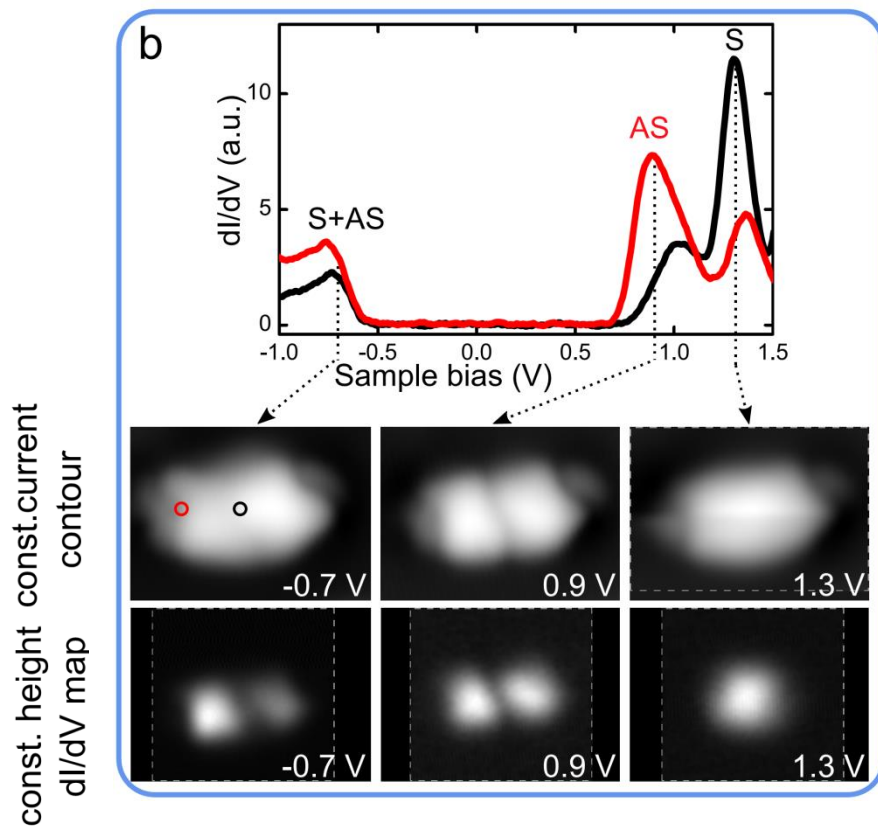 b
S
AS
S+AS
dI/dV (a.u.)
10
5
0
-1.0 -0.5 0.0 0.5 1.0 1.5
Sample bias (V)
const.current
contour
-0.7 V 0.9 V 1.3 V
const. height
dI/dV map
-0.7 V 0.9 V 1.3 V